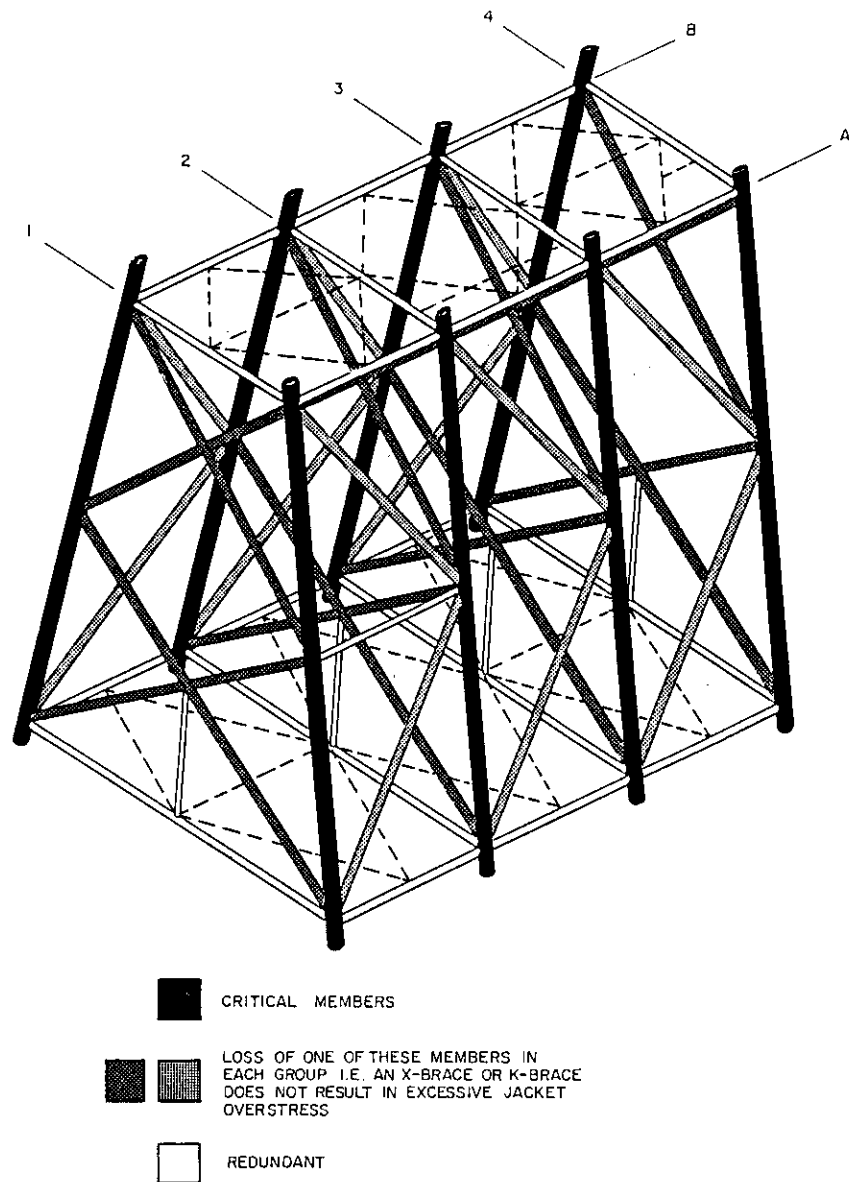 4
8
3
A
2
1
CRITICAL MEMBERS
LOSS OF ONE OF THESE MEMBERS IN
EACH GROUP I.E. AN X-BRACE OR K-BRACE
DOES NOT RESULT IN EXCESSIVE JACKET
OVERSTRESS
REDUNDANT